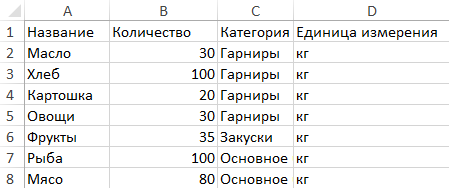 A B C D
1 Название Количество Категория Единица измерения
2 Масло 30 Гарниры кг
3 Хлеб 100 Гарниры кг
4 Картошка 20 Гарниры кг
5 Овощи 30 Гарниры кг
6 Фрукты 35 Закуски кг
7 Рыба 100 Основное кг
8 Мясо 80 Основное кг